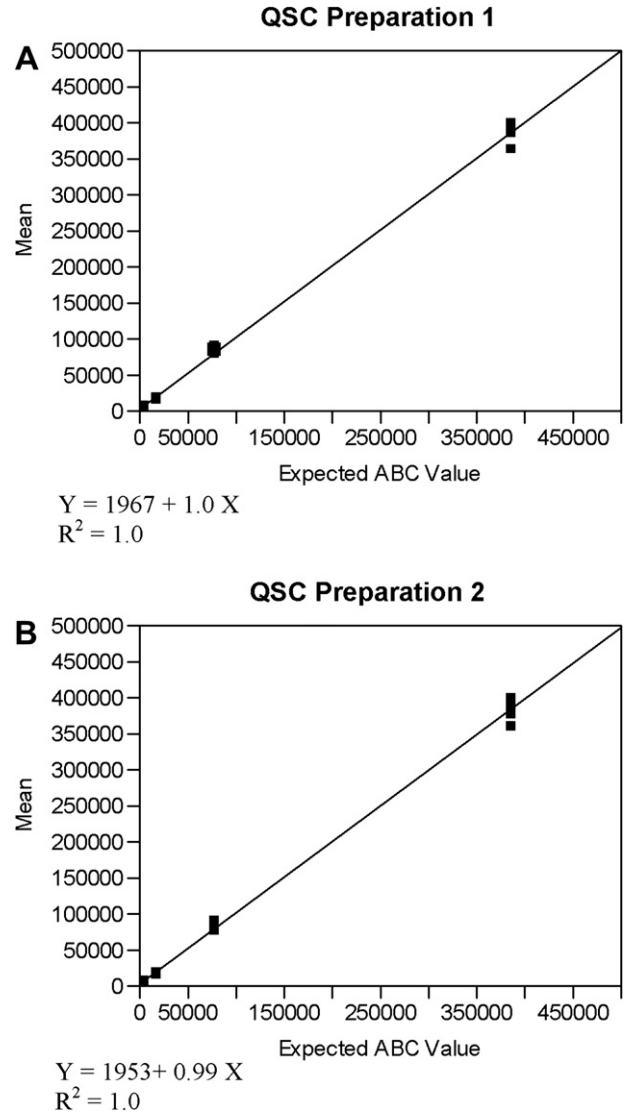 QSC Preparation 1
A
500000
450000
400000
350000
300000
250000
200000
150000
100000
50000
0
Mean
0 50000 150000 250000 350000 450000
Expected ABC Value
Y = 1967 + 1.0 X
R² = 1.0
QSC Preparation 2
B
500000
450000
400000
350000
300000
250000
200000
150000
100000
50000
0
Mean
0 50000 150000 250000 350000 450000
Expected ABC Value
Y = 1953+ 0.99 X
R² = 1.0